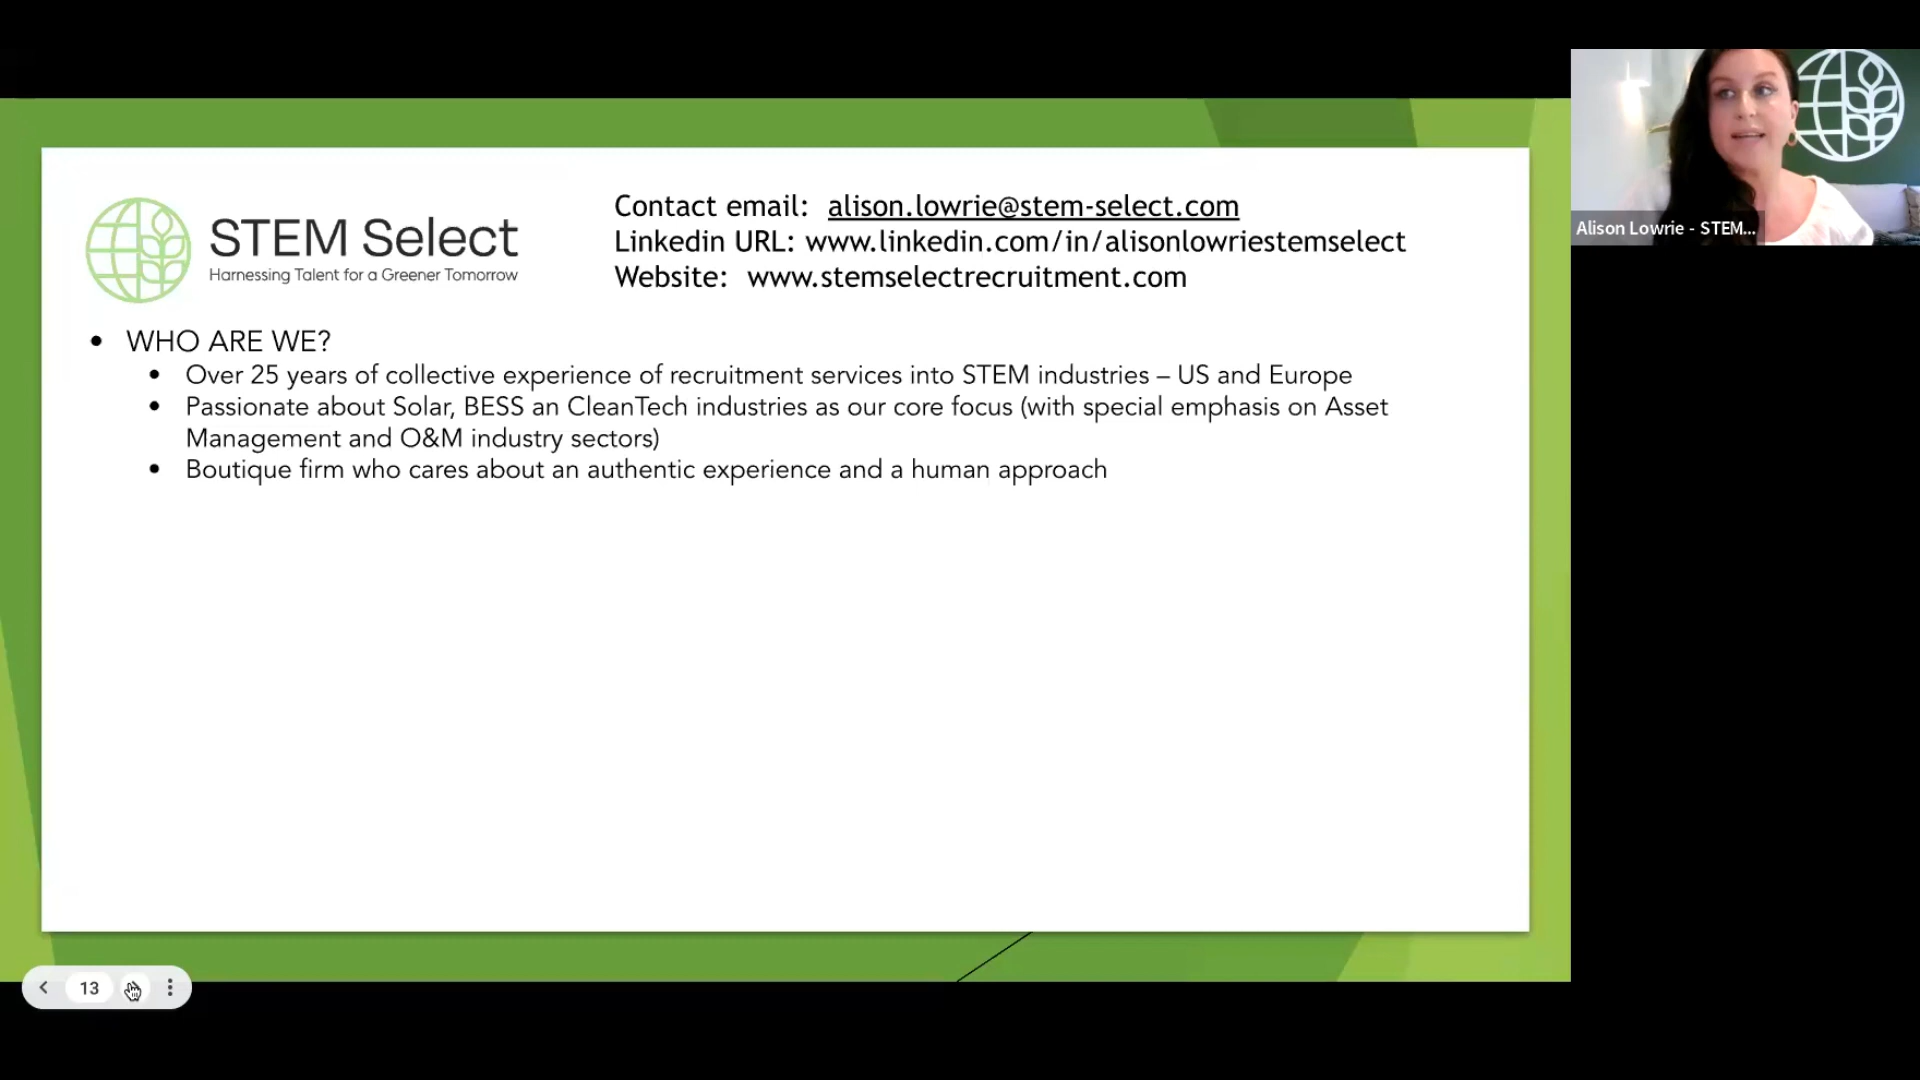 STEM Select
Harnessing Talent for a Greener Tomorrow
Contact email: alison.lowrie@stem-select.com
Linkedin URL: www.linkedin.com/in/alisonlowriestemselect
Website: www.stemselectrecruitment.com
• WHO ARE WE?
• Over 25 years of collective experience of recruitment services into STEM industries – US and Europe
• Passionate about Solar, BESS an CleanTech industries as our core focus (with special emphasis on Asset
Management and O&M industry sectors)
• Boutique firm who cares about an authentic experience and a human approach
Alison Lowrie - STEM...
13